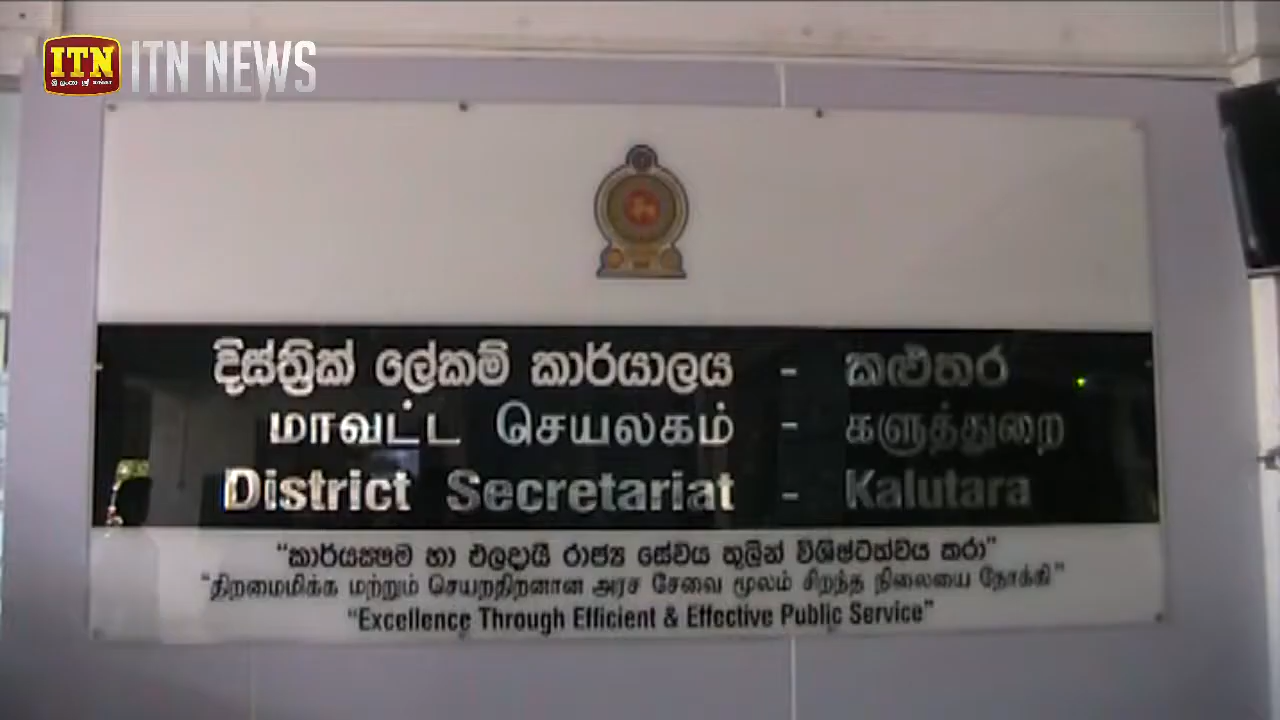 ITN ITN NEWS
දිස්ත්‍රික් ලේකම් කාර්යාලය - කළුතර
மாவட்ட செயலகம் - களுத்துறை
District Secretariat - Kalutara
"කාර්යක්ෂම හා ඵලදායී රාජ්‍ය සේවය තුලින් විශිෂ්ටත්වය කරා"
"திறமைமிக்க மற்றும் செயற்திறனான அரச சேவை மூலம் சிறந்த நிலையை நோக்கி"
"Excellence Through Efficient & Effective Public Service"